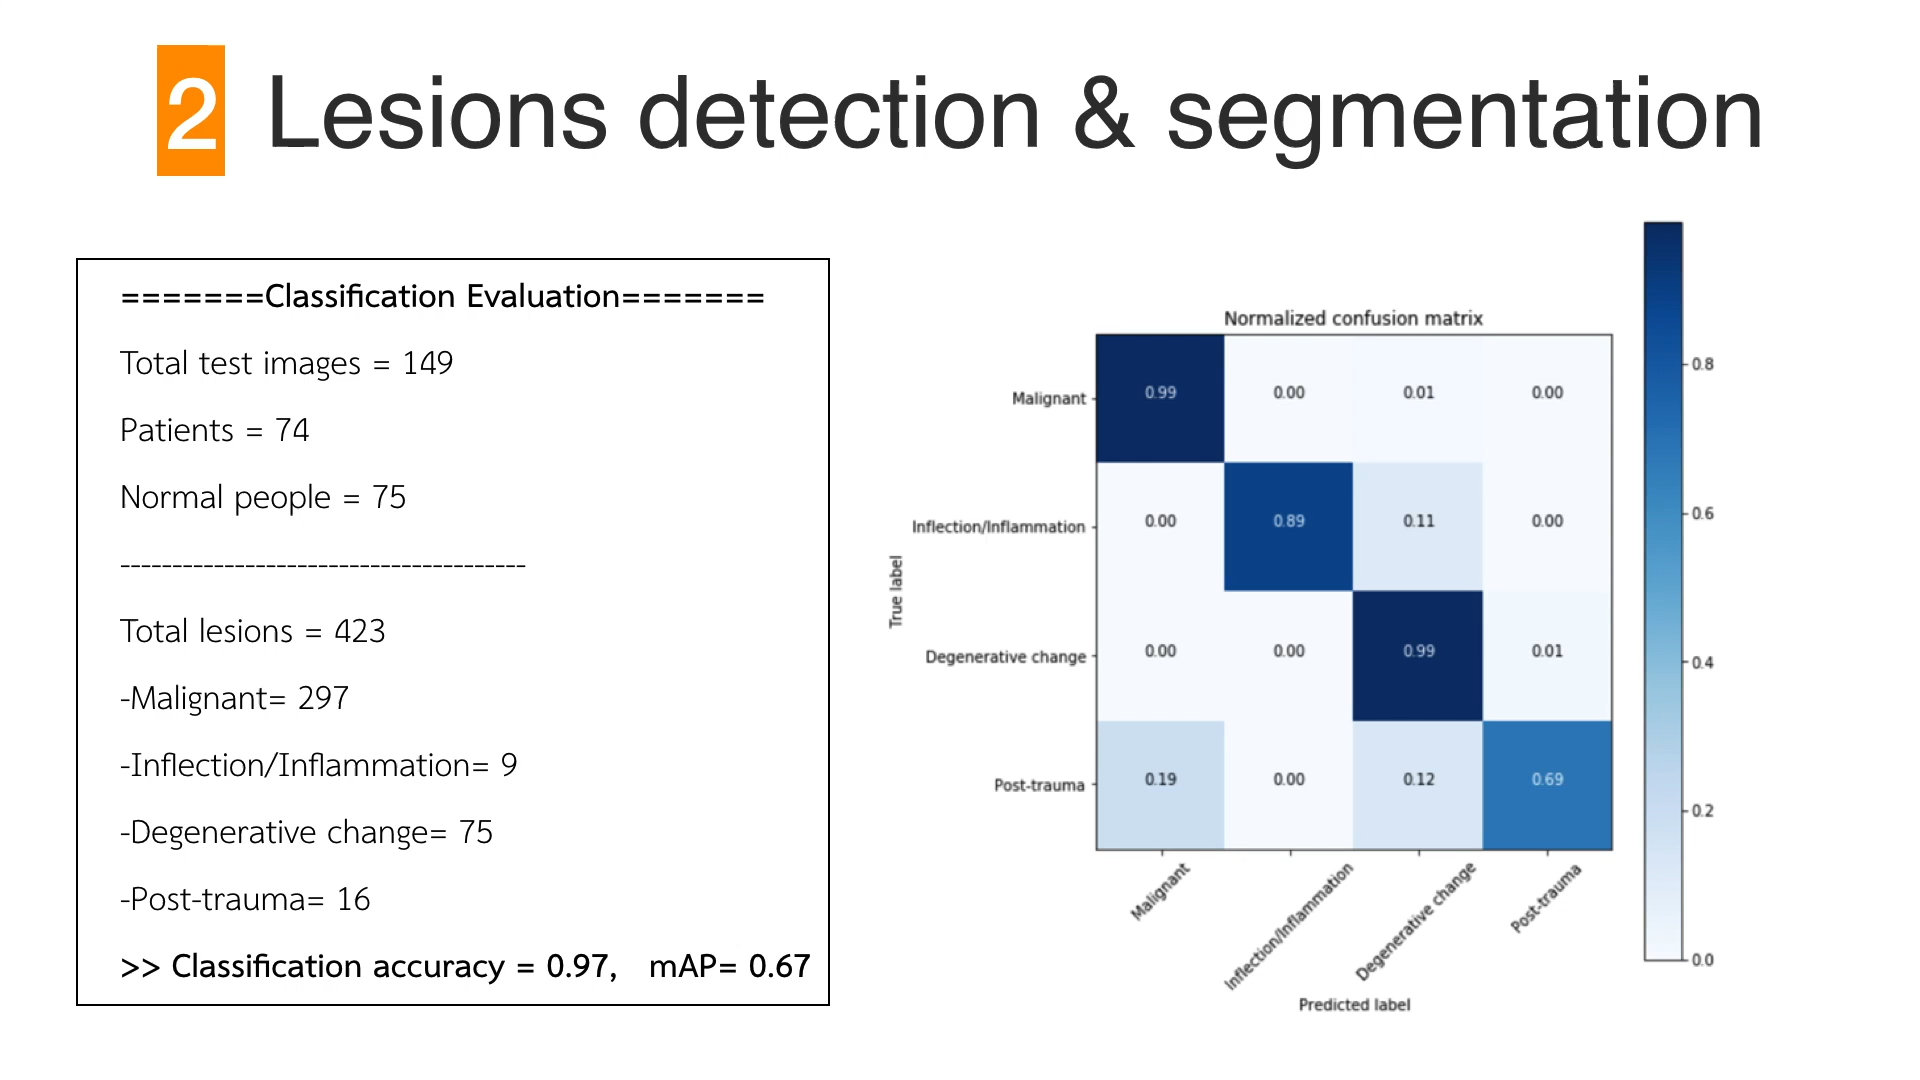 2 Lesions detection & segmentation
=======Classification Evaluation=======
Total test images = 149
Patients = 74
Normal people = 75
---------------------------------------
Total lesions = 423
-Malignant= 297
-Inflection/Inflammation= 9
-Degenerative change= 75
-Post-trauma= 16
>> Classification accuracy = 0.97, mAP= 0.67
Normalized confusion matrix
True label
Malignant 0.99 0.00 0.01 0.00
Inflection/Inflammation 0.00 0.89 0.11 0.00
Degenerative change 0.00 0.00 0.99 0.01
Post-trauma 0.19 0.00 0.12 0.69
Malignant
Inflection/Inflammation
Degenerative change
Post-trauma
Predicted label
0.8
0.6
0.4
0.2
0.0